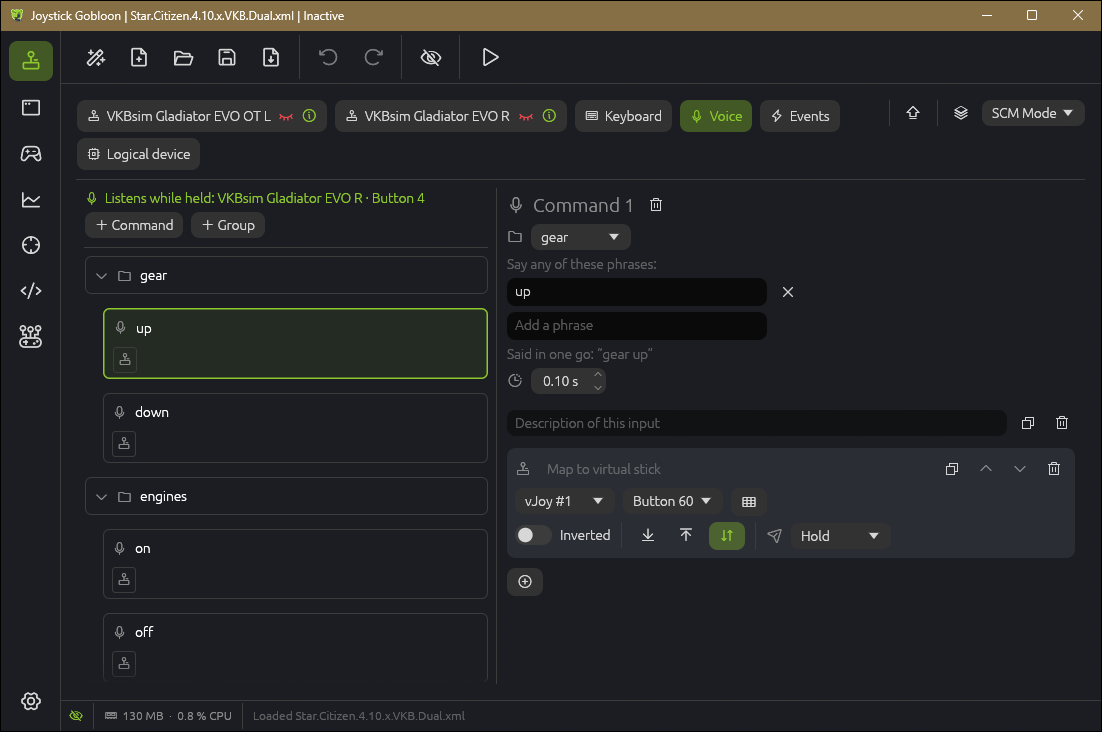 Joystick Gobloon | Star.Citizen.4.10.x.VKB.Dual.xml | Inactive
VKBsim Gladiator EVO OT L
VKBsim Gladiator EVO R
Keyboard
Voice
Events
SCM Mode
Logical device
Listens while held: VKBsim Gladiator EVO R · Button 4
+ Command
+ Group
gear
up
down
engines
on
off
Command 1
gear
Say any of these phrases:
up
Add a phrase
Said in one go: “gear up”
0.10 s
Description of this input
Map to virtual stick
vJoy #1
Button 60
Inverted
Hold
130 MB · 0.8 % CPU
Loaded Star.Citizen.4.10.x.VKB.Dual.xml